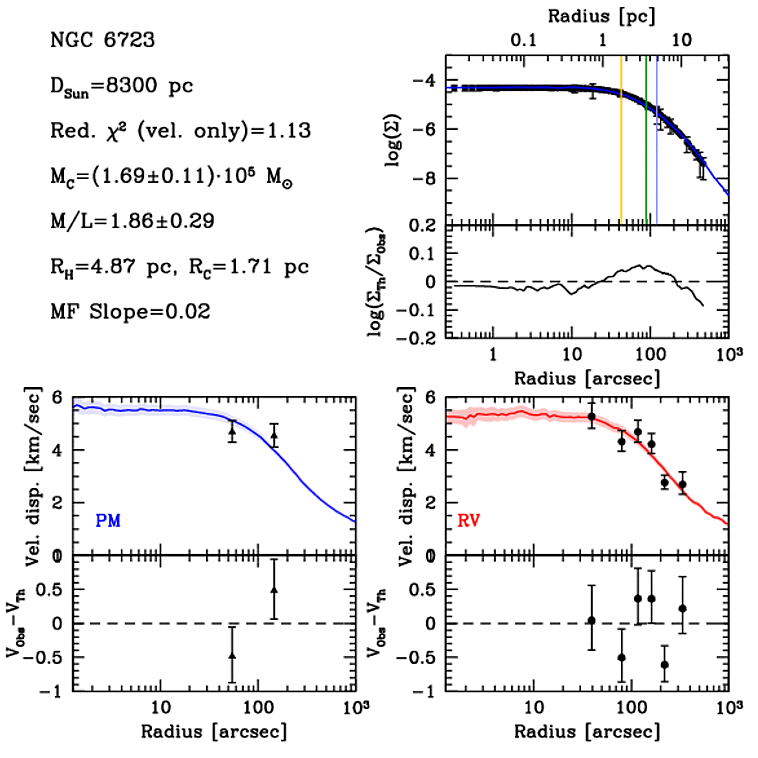 NGC 6723
D_Sun=8300 pc
Red. χ² (vel. only)=1.13
M_C=(1.69±0.11)·10⁵ M_⊙
M/L=1.86±0.29
R_H=4.87 pc, R_C=1.71 pc
MF Slope=0.02
Radius [pc]
0.1 1 10
log(Σ)
−4
−6
−8
log(Σ_Th/Σ_Obs)
0.2
0.1
0
−0.1
−0.2
1 10 100 10³
Radius [arcsec]
Vel. disp. [km/sec]
6
4
2
0
PM
V_Obs−V_Th
0.5
0
−0.5
−1
10 100 10³
Radius [arcsec]
Vel. disp. [km/sec]
6
4
2
0
RV
V_Obs−V_Th
0.5
0
−0.5
−1
10 100 10³
Radius [arcsec]